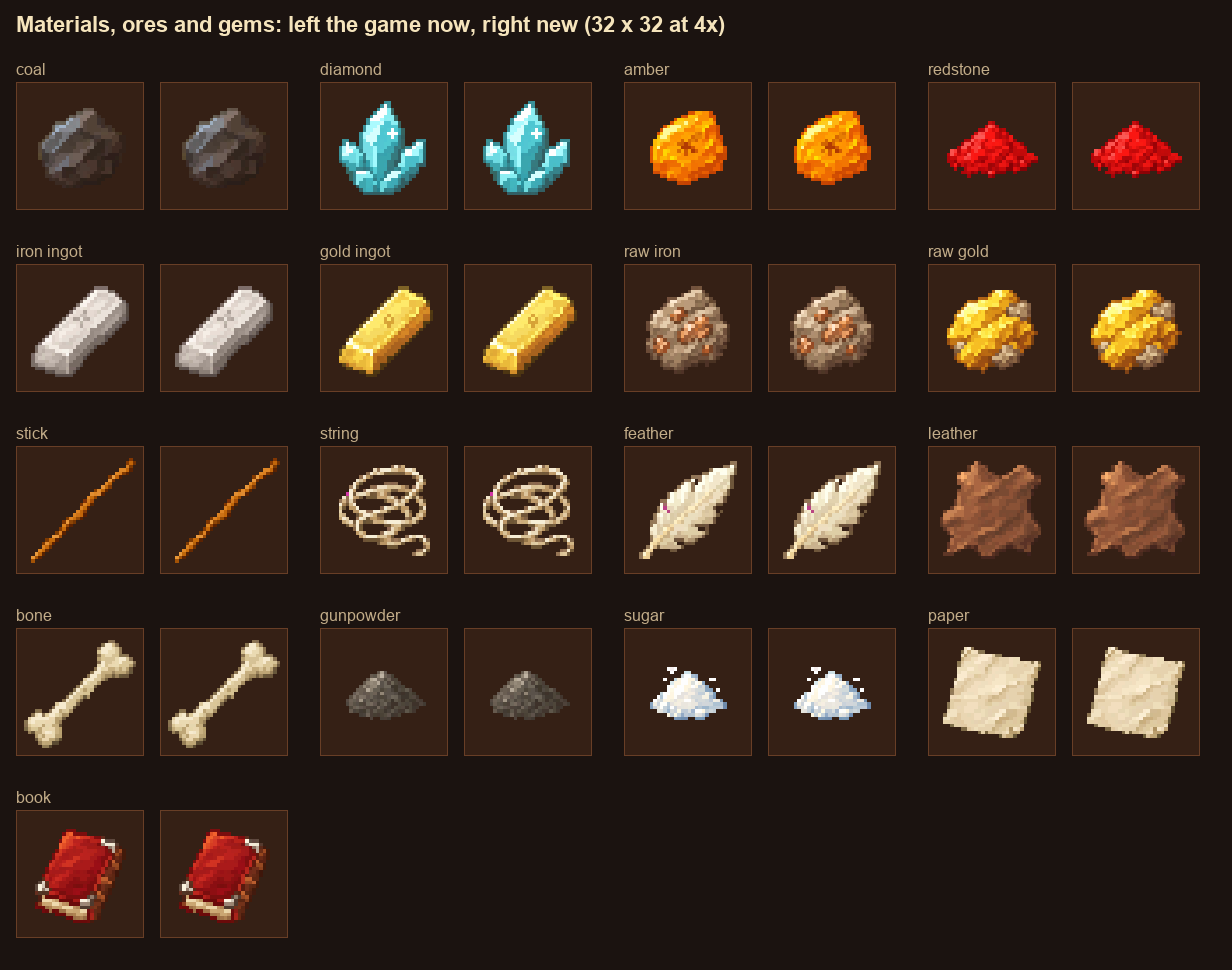 Materials, ores and gems: left the game now, right new (32 x 32 at 4x)
coal
diamond
amber
redstone
iron ingot
gold ingot
raw iron
raw gold
stick
string
feather
leather
bone
gunpowder
sugar
paper
book